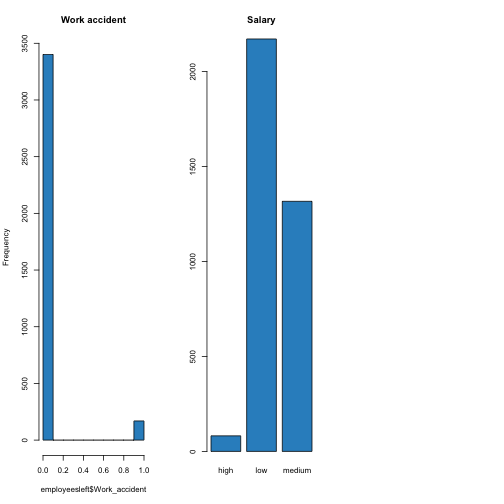 Work accident
Frequency
3500
3000
2500
2000
1500
1000
500
0
0.0 0.2 0.4 0.6 0.8 1.0
employeesleft$Work_accident
Salary
2000
1500
1000
500
0
high low medium